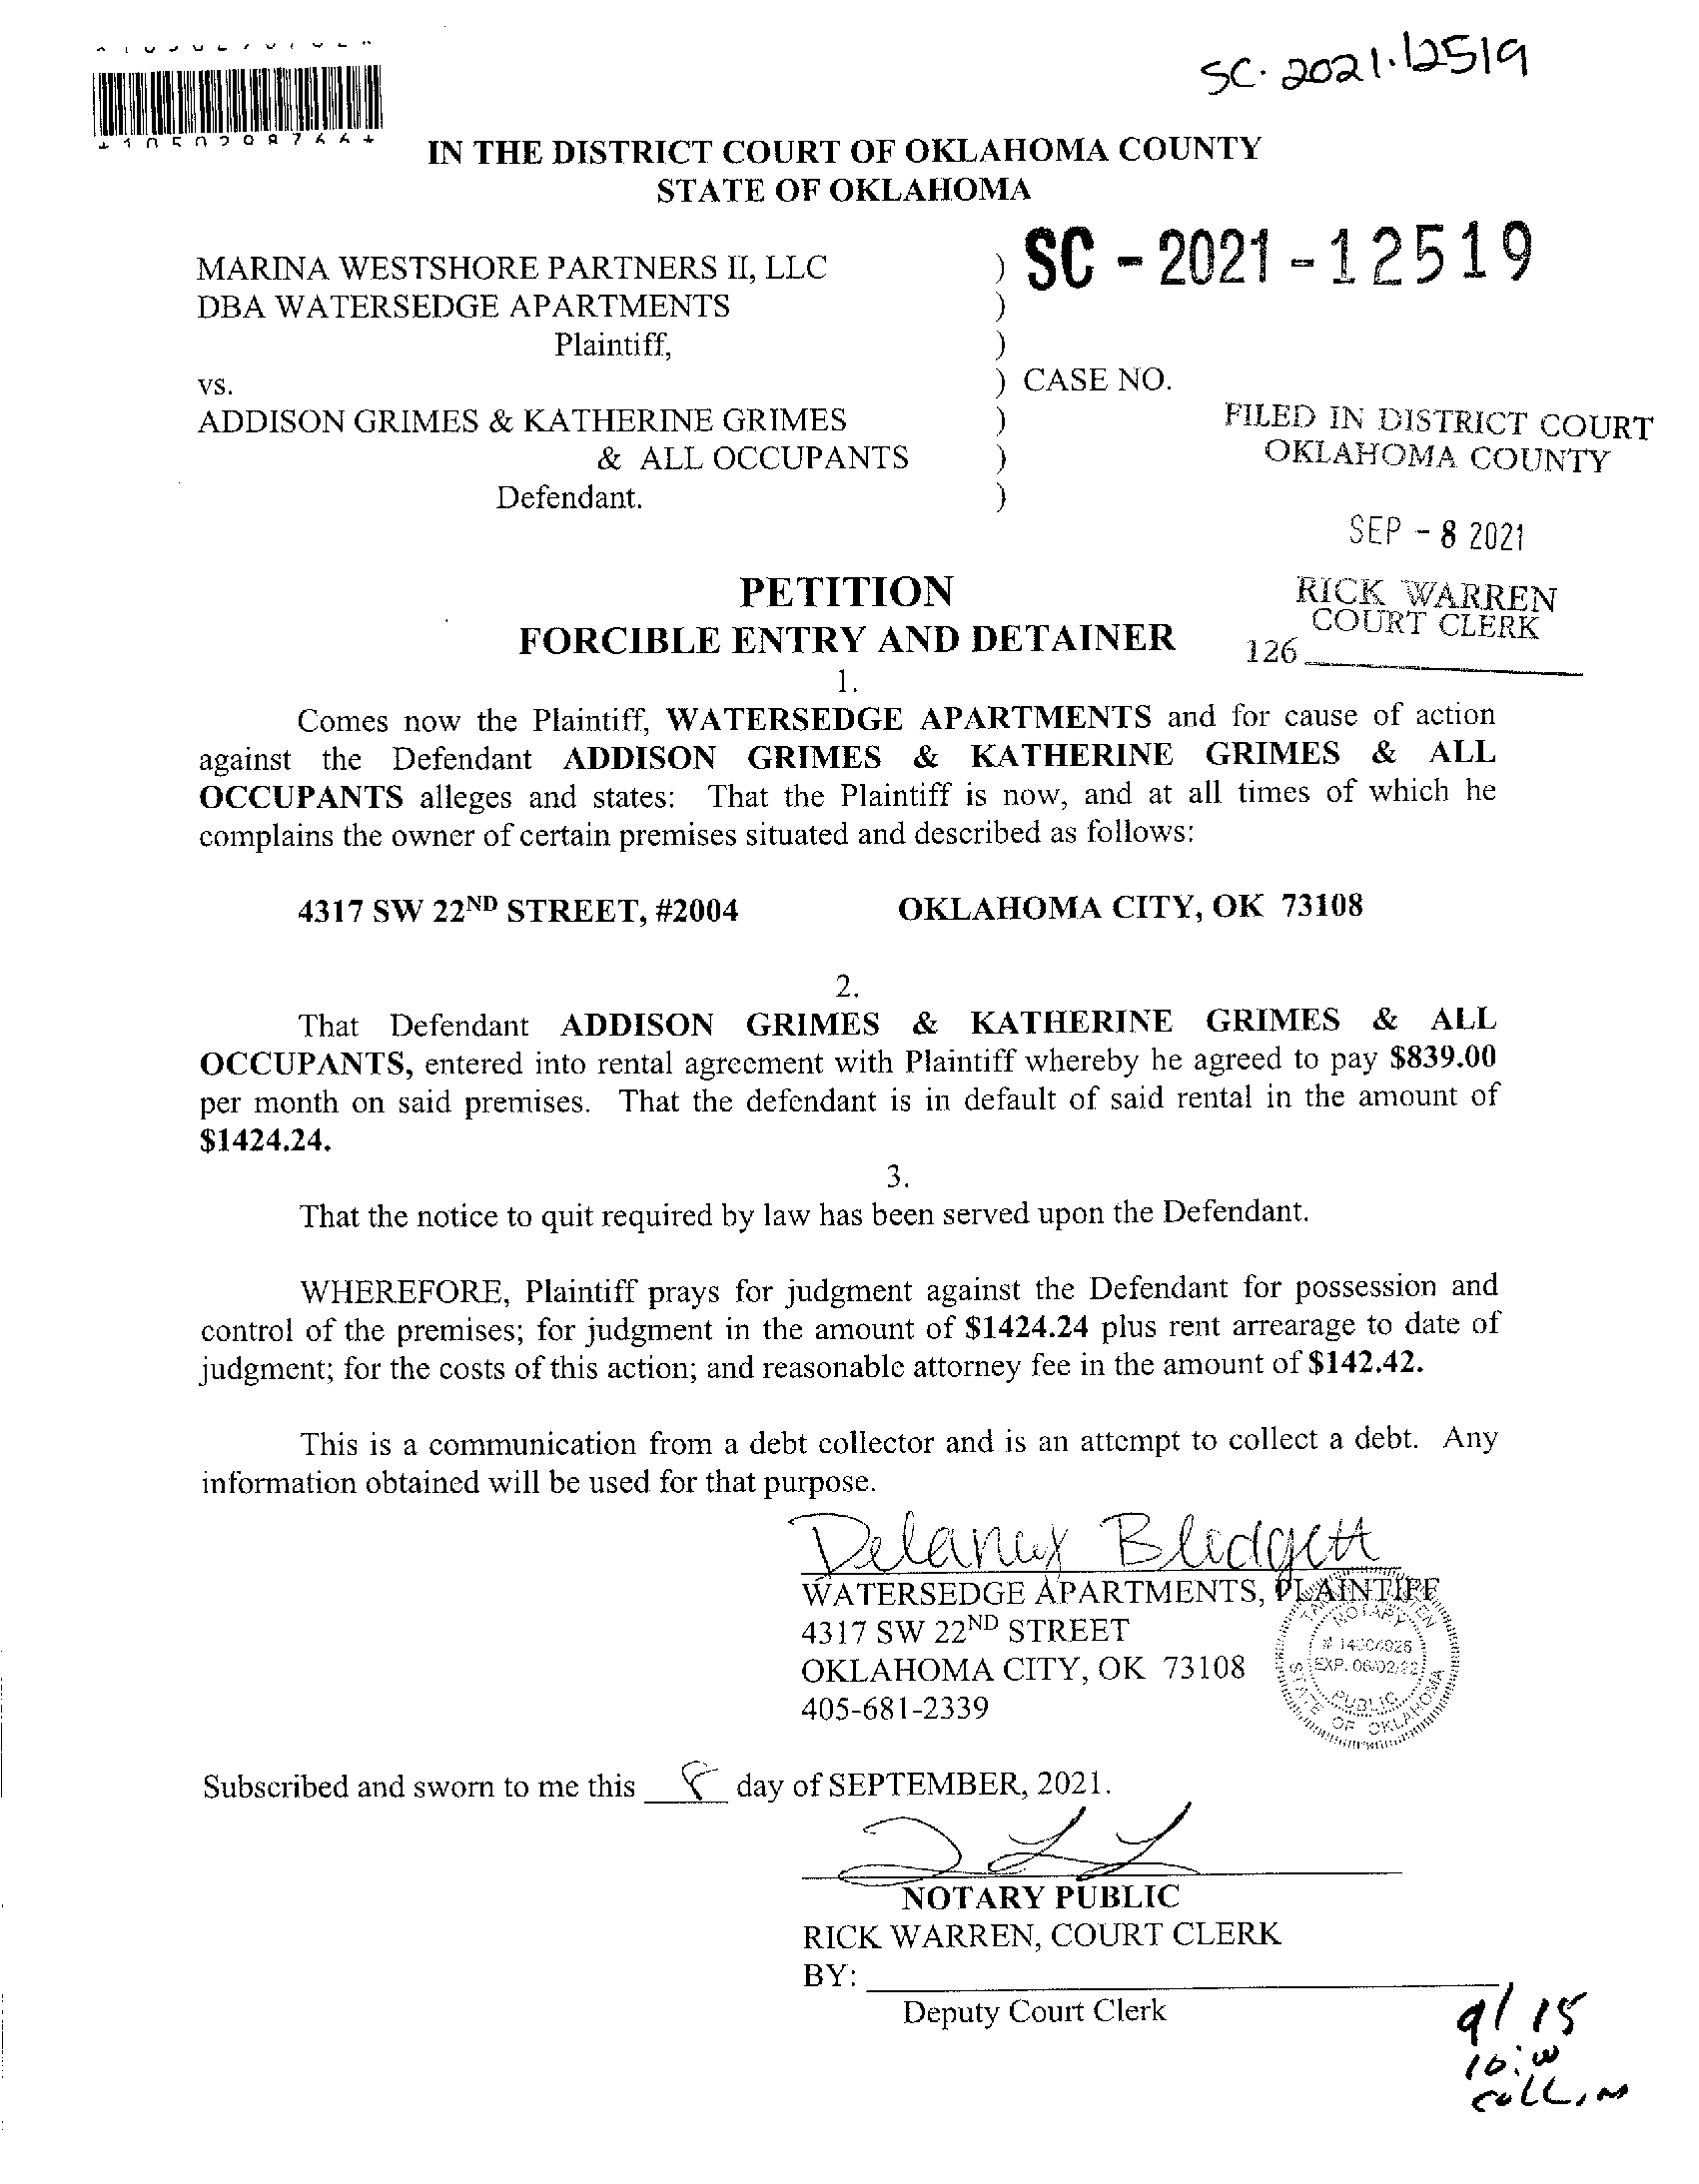 SC-2021-12519
IN THE DISTRICT COURT OF OKLAHOMA COUNTY
STATE OF OKLAHOMA
MARINA WESTSHORE PARTNERS II, LLC ) SC - 2021 - 12519
DBA WATERSEDGE APARTMENTS )
Plaintiff, )
vs. ) CASE NO.
ADDISON GRIMES & KATHERINE GRIMES )
& ALL OCCUPANTS )
Defendant. )
FILED IN DISTRICT COURT
OKLAHOMA COUNTY
SEP - 8 2021
RICK WARREN
COURT CLERK
126
PETITION
FORCIBLE ENTRY AND DETAINER
1.
Comes now the Plaintiff, WATERSEDGE APARTMENTS and for cause of action
against the Defendant ADDISON GRIMES & KATHERINE GRIMES & ALL
OCCUPANTS alleges and states: That the Plaintiff is now, and at all times of which he
complains the owner of certain premises situated and described as follows:
4317 SW 22ND STREET, #2004 OKLAHOMA CITY, OK 73108
2.
That Defendant ADDISON GRIMES & KATHERINE GRIMES & ALL
OCCUPANTS, entered into rental agreement with Plaintiff whereby he agreed to pay $839.00
per month on said premises. That the defendant is in default of said rental in the amount of
$1424.24.
3.
That the notice to quit required by law has been served upon the Defendant.
WHEREFORE, Plaintiff prays for judgment against the Defendant for possession and
control of the premises; for judgment in the amount of $1424.24 plus rent arrearage to date of
judgment; for the costs of this action; and reasonable attorney fee in the amount of $142.42.
This is a communication from a debt collector and is an attempt to collect a debt. Any
information obtained will be used for that purpose.
Delaney Blodgett
WATERSEDGE APARTMENTS, PLAINTIFF
4317 SW 22ND STREET
OKLAHOMA CITY, OK 73108
405-681-2339
NOTARY
EXP. 06/02/22
PUBLIC
STATE OF OKLAHOMA
Subscribed and sworn to me this 8 day of SEPTEMBER, 2021.
NOTARY PUBLIC
RICK WARREN, COURT CLERK
BY:
Deputy Court Clerk
9/15